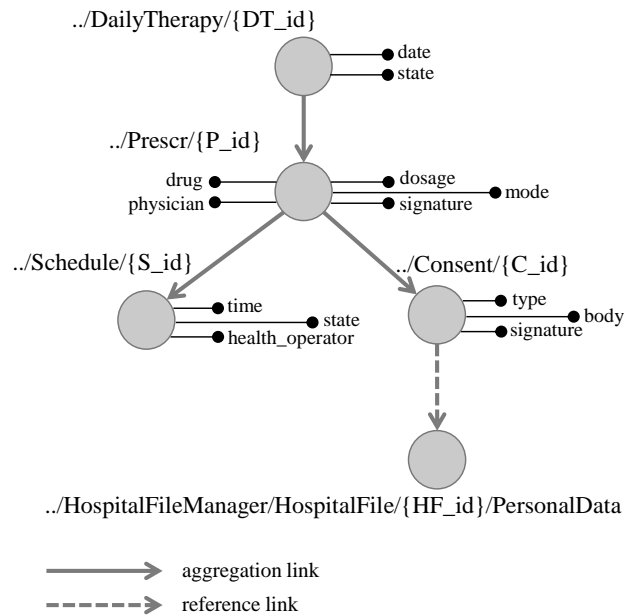 ../DailyTherapy/{DT_id}
date
state
../Prescr/{P_id}
drug
dosage
mode
physician
signature
../Schedule/{S_id}
../Consent/{C_id}
time
type
state
body
health_operator
signature
../HospitalFileManager/HospitalFile/{HF_id}/PersonalData
aggregation link
reference link